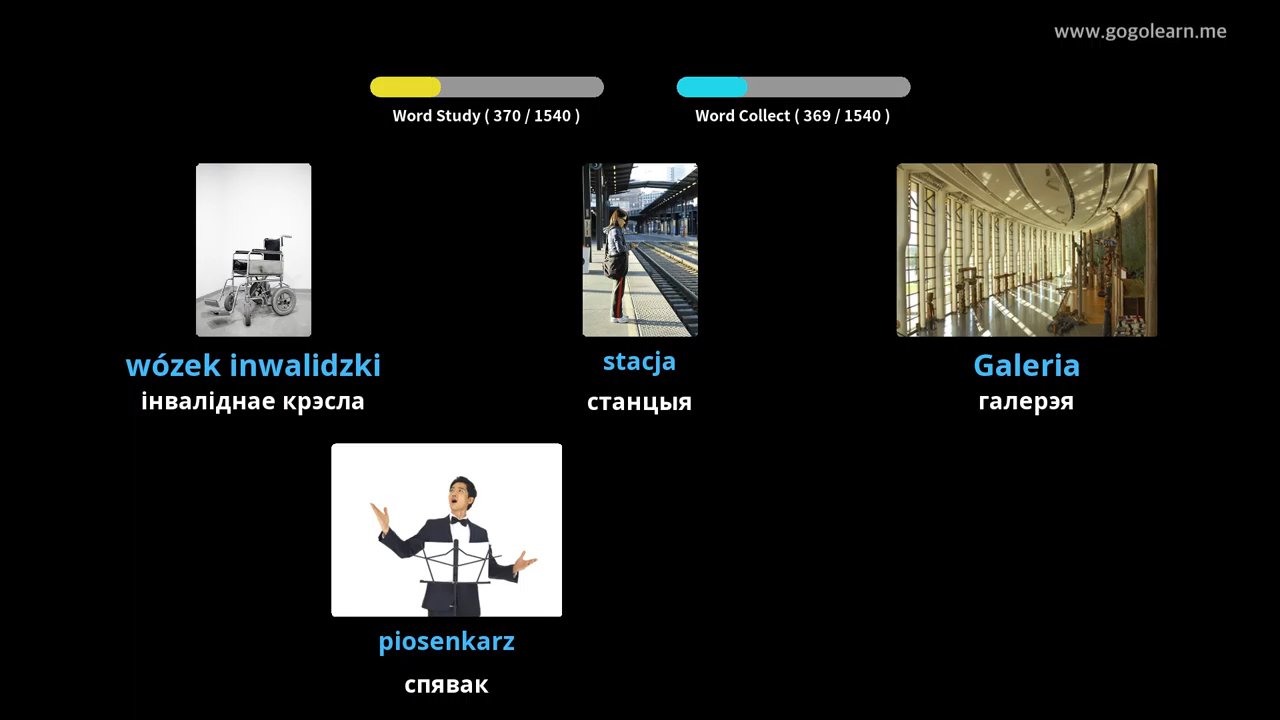 www.gogolearn.me
Word Study ( 370 / 1540 )
Word Collect ( 369 / 1540 )
wózek inwalidzki
інваліднае крэсла
stacja
станцыя
Galeria
галерэя
piosenkarz
спявак